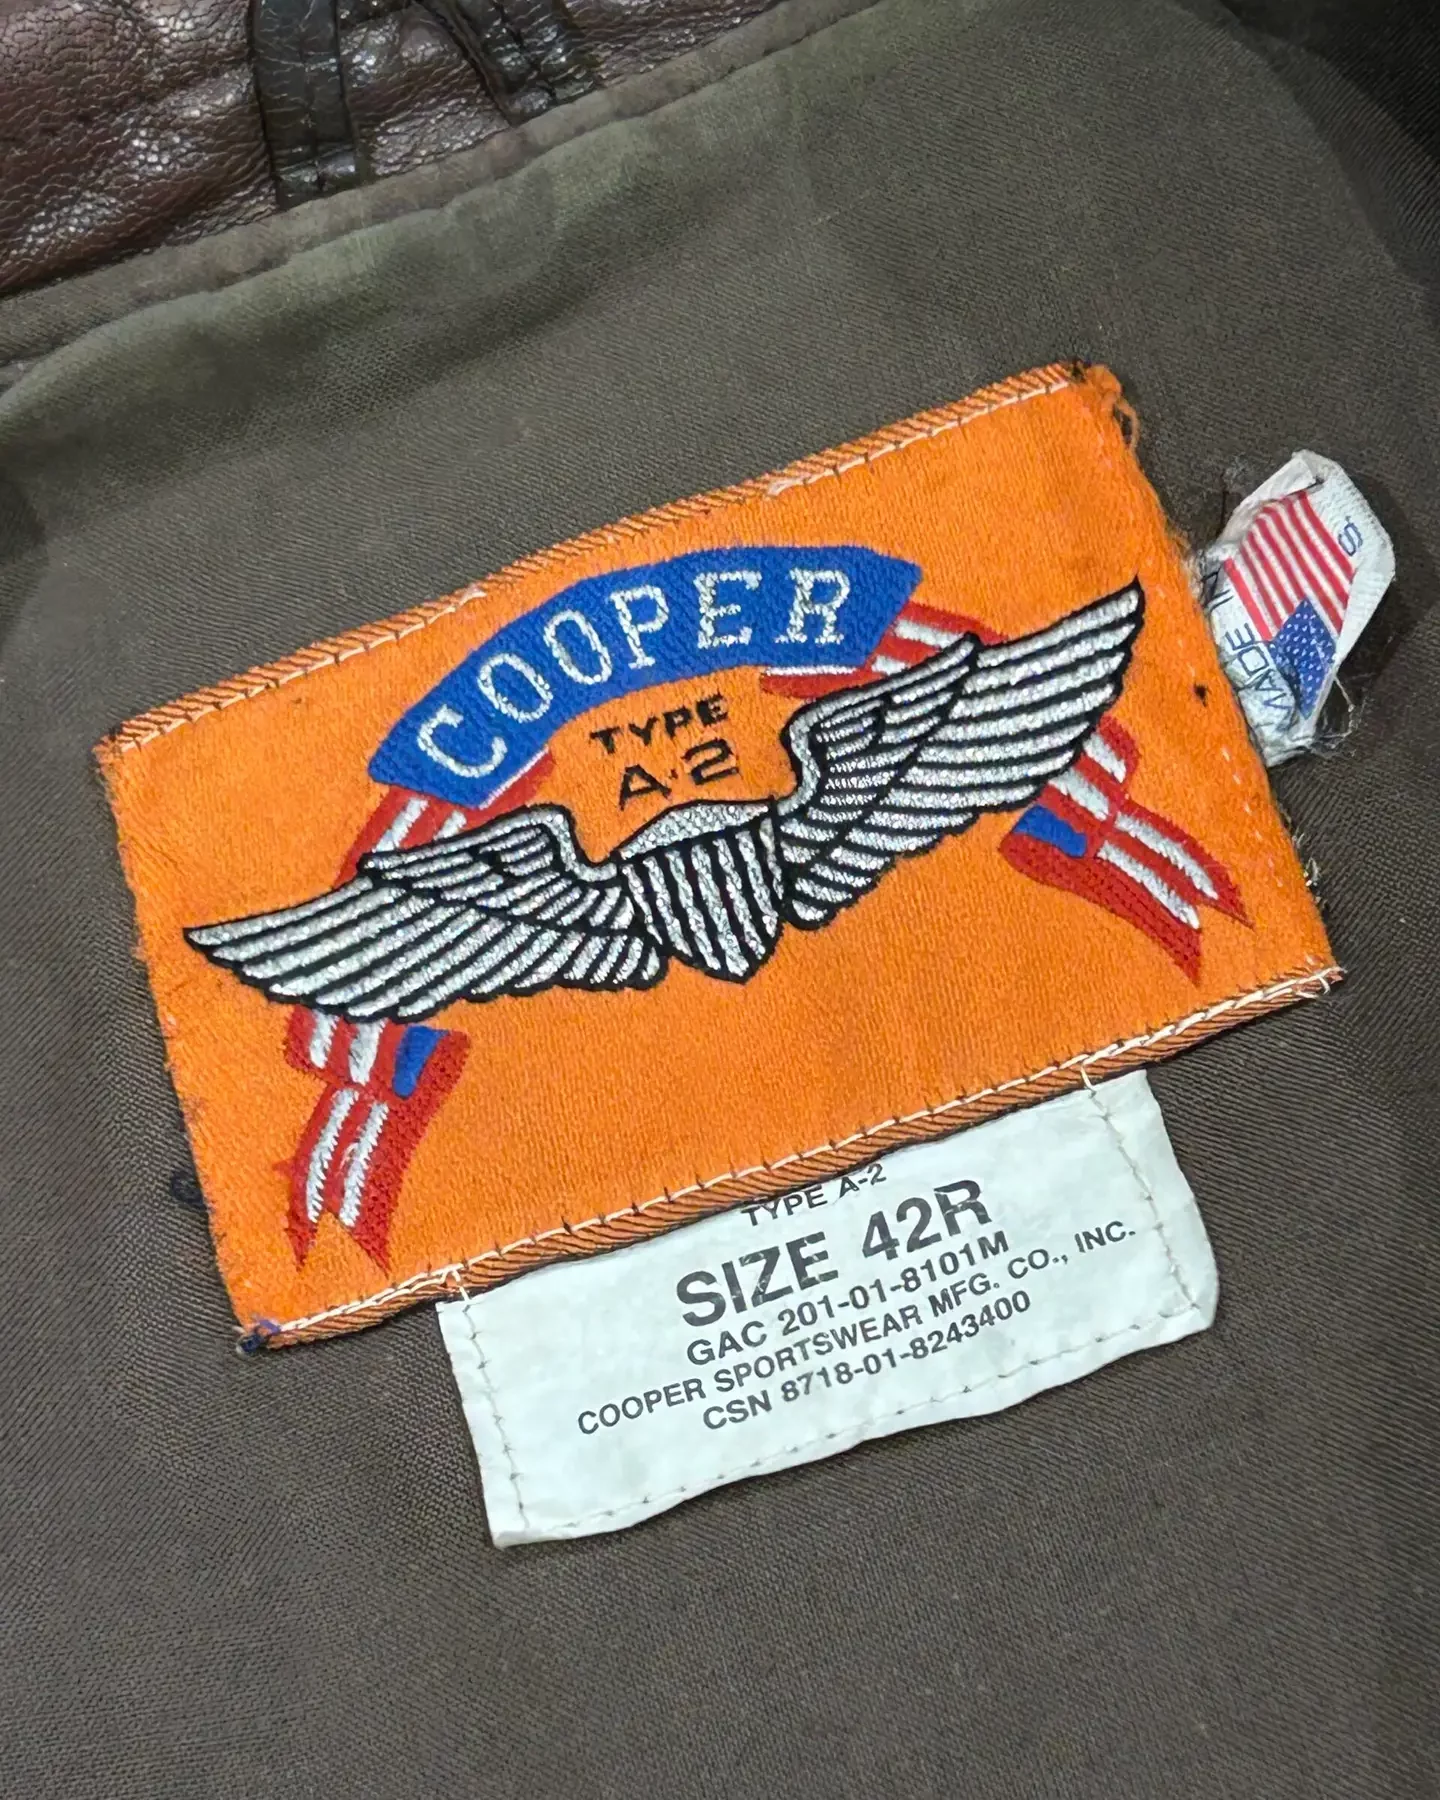 COOPER
TYPE
A-2
MADE IN
S
TYPE A-2
SIZE 42R
GAC 201-01-8101M
COOPER SPORTSWEAR MFG. CO., INC.
CSN 8718-01-8243400